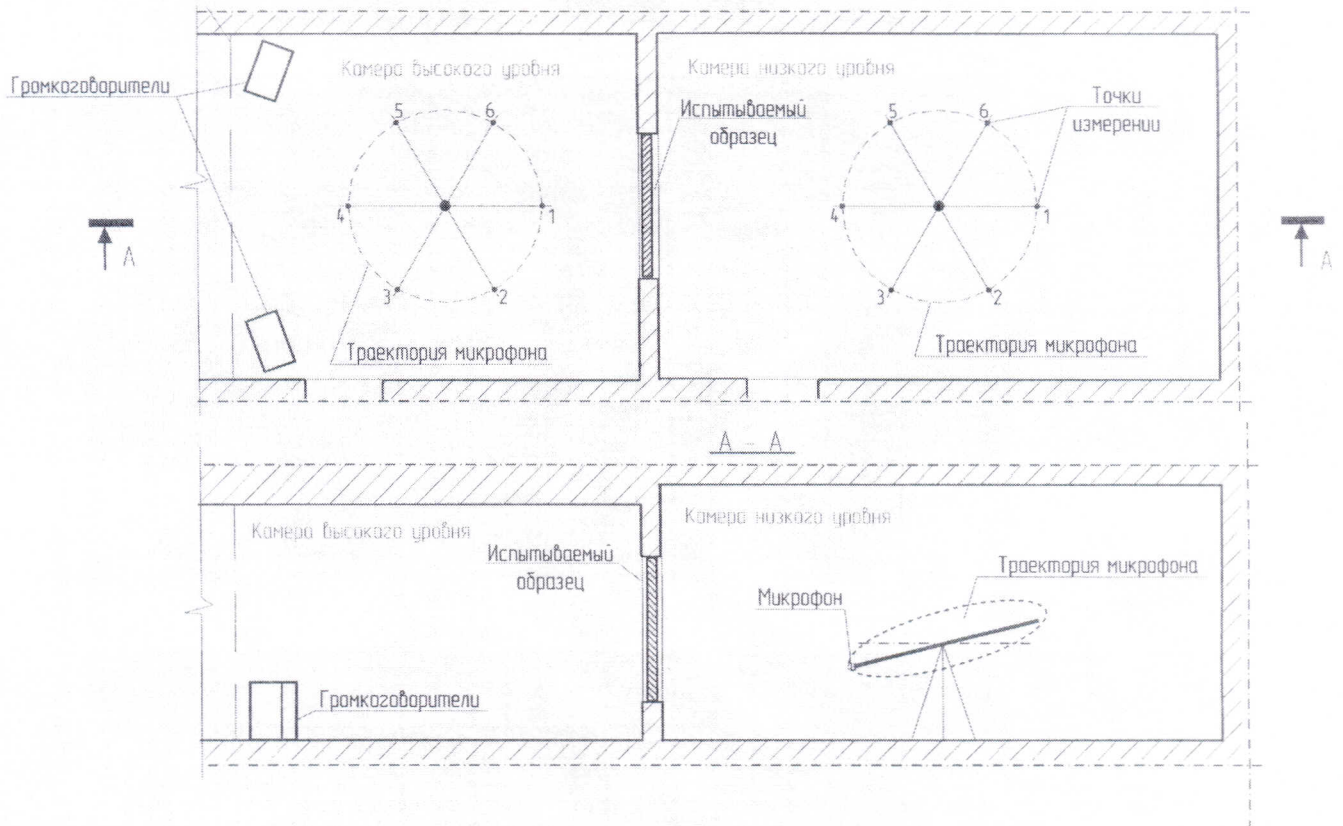 Громкоговорители
Камера высокого уровня
Камера низкого уровня
Испытываемый
образец
Точки
измерении
5
6
4
1
3
2
5
6
4
1
3
2
Траектория микрофона
Траектория микрофона
А
А
А - А
Камера высокого уровня
Испытываемый
образец
Громкоговорители
Камера низкого уровня
Микрофон
Траектория микрофона